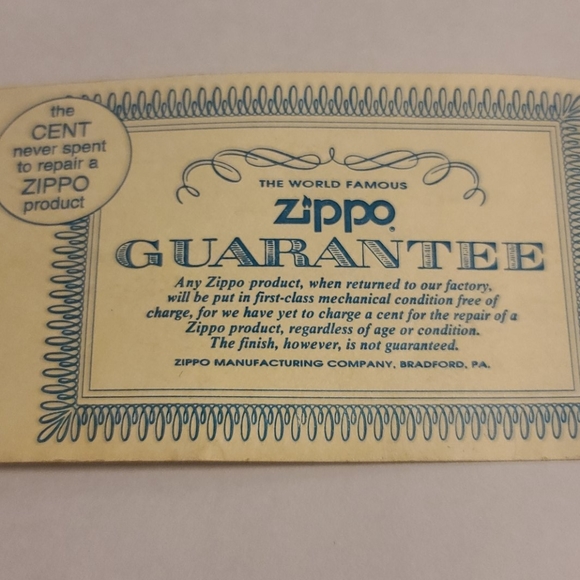 the
CENT
never spent
to repair a
ZIPPO
product
THE WORLD FAMOUS
Zippo®
GUARANTEE
Any Zippo product, when returned to our factory,
will be put in first-class mechanical condition free of
charge, for we have yet to charge a cent for the repair of a
Zippo product, regardless of age or condition.
The finish, however, is not guaranteed.
ZIPPO MANUFACTURING COMPANY, BRADFORD, PA.